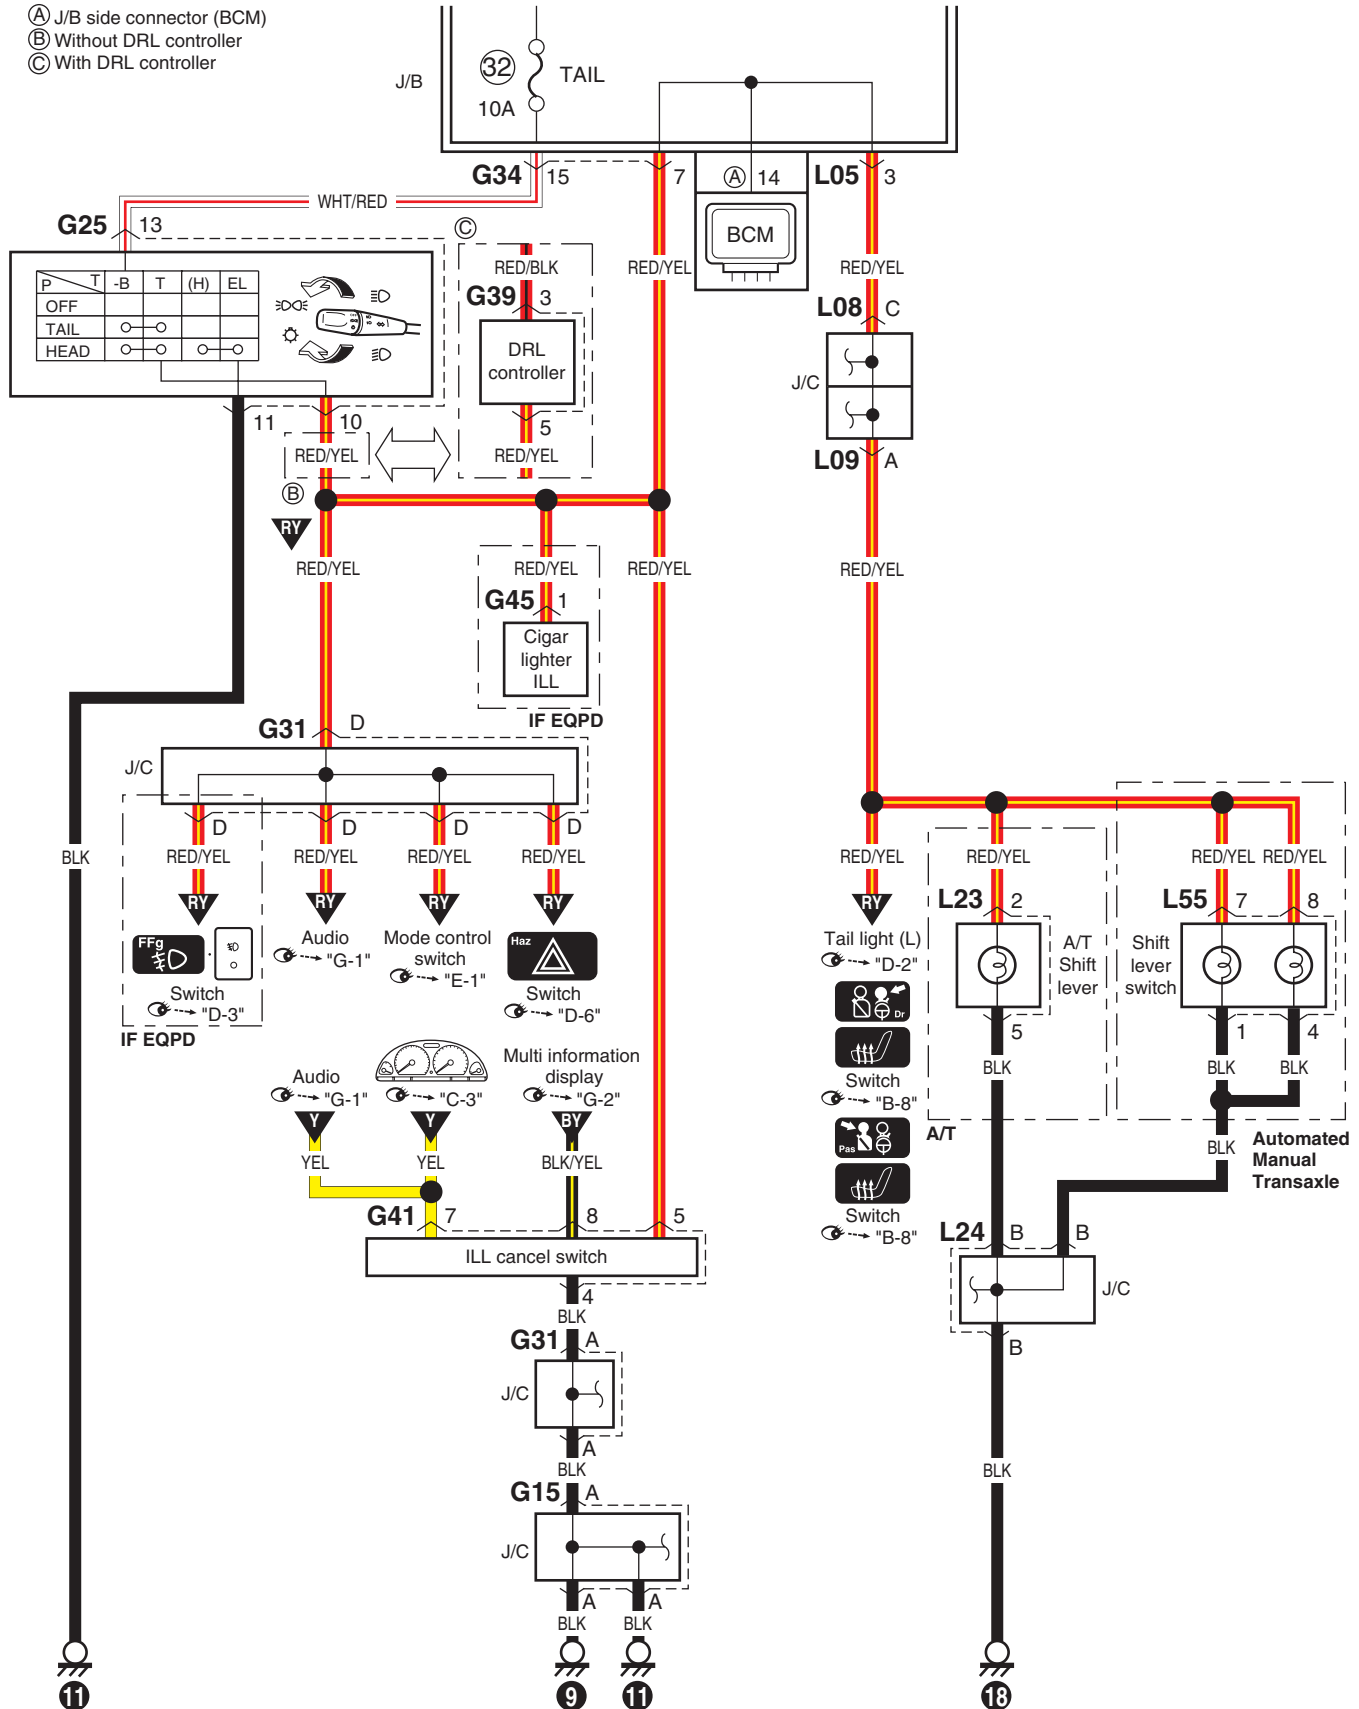 A J/B side connector (BCM)
B Without DRL controller
C With DRL controller
J/B
32
10A
TAIL
G34 15
7
A 14
BCM
L05 3
WHT/RED
G25 13
P T -B T (H) EL
OFF
TAIL
HEAD
11
10
RED/YEL
B
C
RED/BLK
G39 3
DRL
controller
5
RED/YEL
RED/YEL
RED/YEL
L08 C
J/C
L09 A
RY
RED/YEL
RED/YEL
RED/YEL
RED/YEL
G45 1
Cigar
lighter
ILL
IF EQPD
G31 D
J/C
D
D
D
D
BLK
RED/YEL
RED/YEL
RED/YEL
RED/YEL
RY
RY
RY
RY
FFg
Switch
"D-3"
IF EQPD
Audio
"G-1"
Mode control
switch
"E-1"
Haz
Switch
"D-6"
RED/YEL
RED/YEL
RED/YEL RED/YEL
RY
Tail light (L)
"D-2"
Dr
Switch
"B-8"
Pas
Switch
"B-8"
L23 2
A/T
Shift
lever
5
BLK
A/T
L55 7
8
Shift
lever
switch
1
4
BLK
BLK
BLK
Automated
Manual
Transaxle
Audio
"G-1"
"C-3"
Multi information
display
"G-2"
Y
Y
BY
YEL
YEL
BLK/YEL
G41 7
8
5
ILL cancel switch
4
BLK
G31 A
J/C
A
BLK
G15 A
J/C
A
A
BLK
BLK
L24 B
B
J/C
B
BLK
11
9
11
18